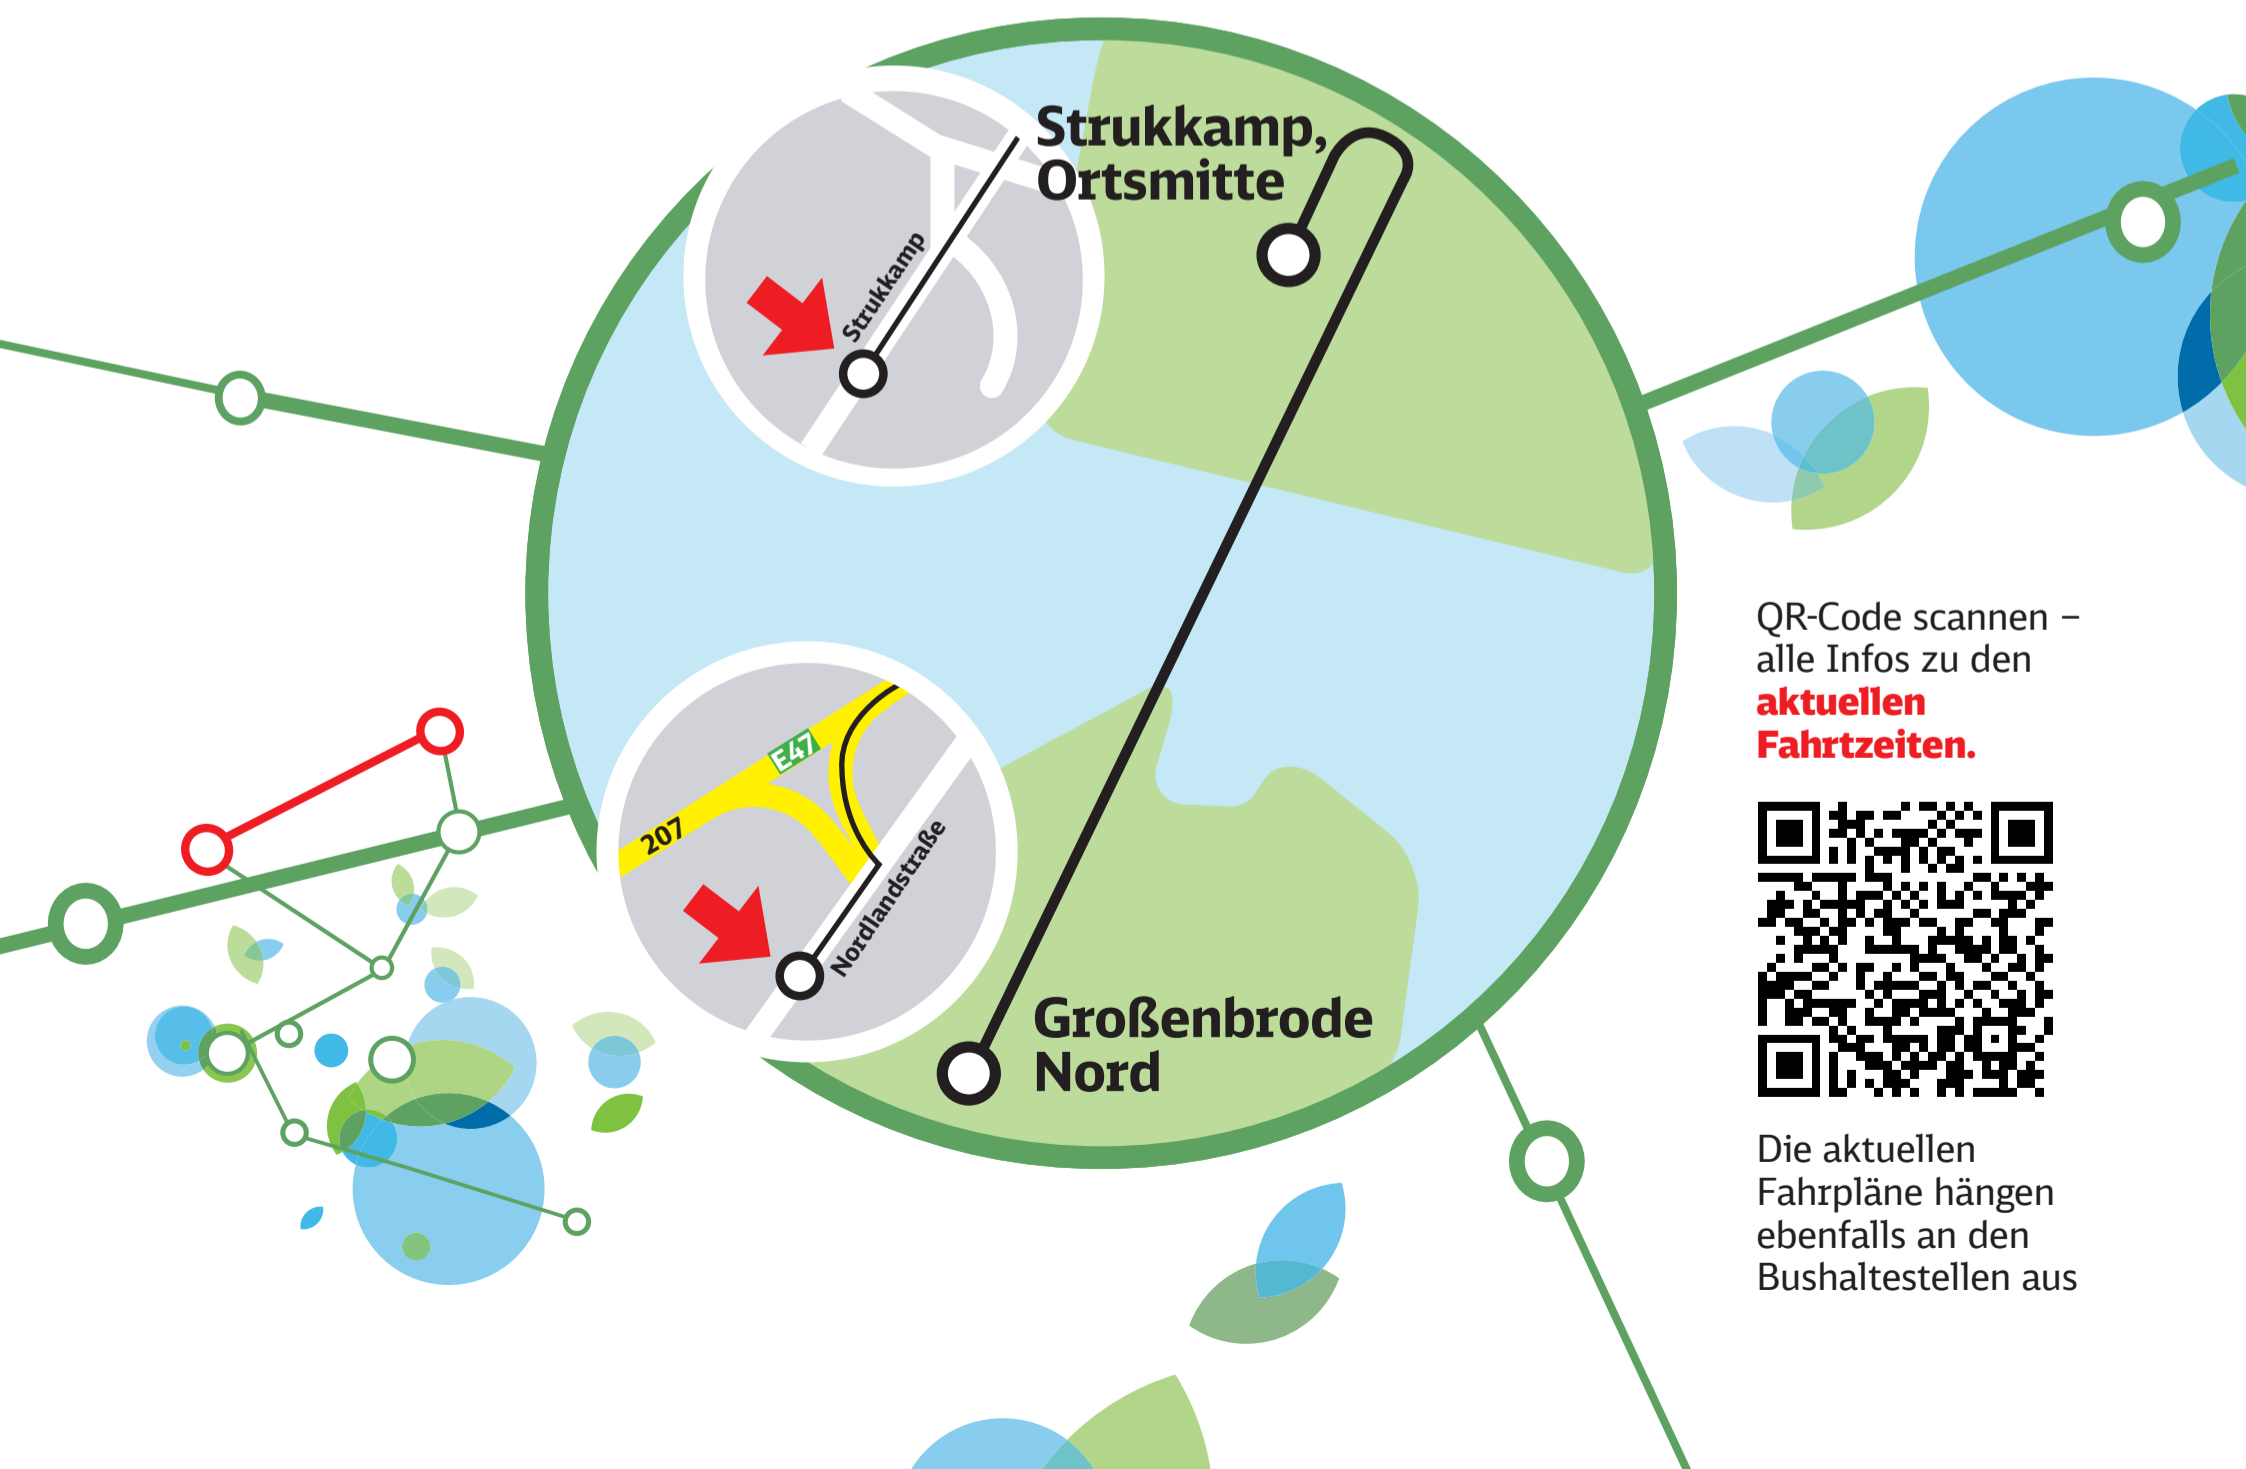 Strukkamp,
Ortsmitte
Strukkamp
E47
207
Nordlandstraße
Großenbrode
Nord
QR-Code scannen –
alle Infos zu den
aktuellen
Fahrtzeiten.
Die aktuellen
Fahrpläne hängen
ebenfalls an den
Bushaltestellen aus